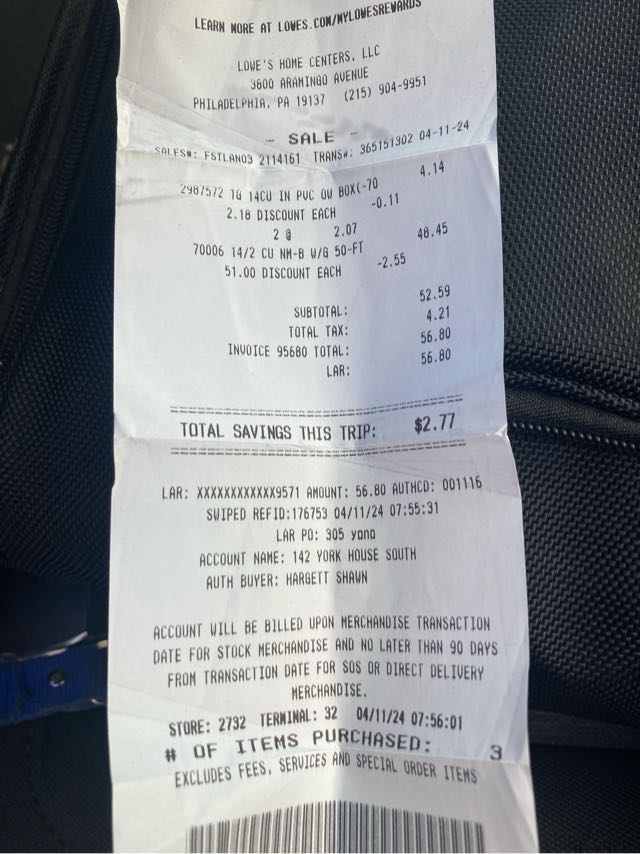 LEARN MORE AT LOWES.COM/MYLOWESREWARDS
LOWE'S HOME CENTERS, LLC
3600 ARAMINGO AVENUE
PHILADELPHIA, PA 19137 (215) 904-9951
- SALE -
SALES#: FSTLAN03 2114161 TRANS#: 365151302 04-11-24
2987572 1G 14CU IN PVC OW BOX(-70 4.14
2.18 DISCOUNT EACH -0.11
2 @ 2.07
70006 14/2 CU NM-B W/G 50-FT 48.45
51.00 DISCOUNT EACH -2.55
SUBTOTAL: 52.59
TOTAL TAX: 4.21
INVOICE 95680 TOTAL: 56.80
LAR: 56.80
TOTAL SAVINGS THIS TRIP: $2.77
LAR: XXXXXXXXXXXX9571 AMOUNT: 56.80 AUTHCD: 001116
SWIPED REFID:176753 04/11/24 07:55:31
LAR PO: 305 yono
ACCOUNT NAME: 142 YORK HOUSE SOUTH
AUTH BUYER: HARGETT SHAWN
ACCOUNT WILL BE BILLED UPON MERCHANDISE TRANSACTION
DATE FOR STOCK MERCHANDISE AND NO LATER THAN 90 DAYS
FROM TRANSACTION DATE FOR SOS OR DIRECT DELIVERY
MERCHANDISE.
STORE: 2732 TERMINAL: 32 04/11/24 07:56:01
# OF ITEMS PURCHASED: 3
EXCLUDES FEES, SERVICES AND SPECIAL ORDER ITEMS